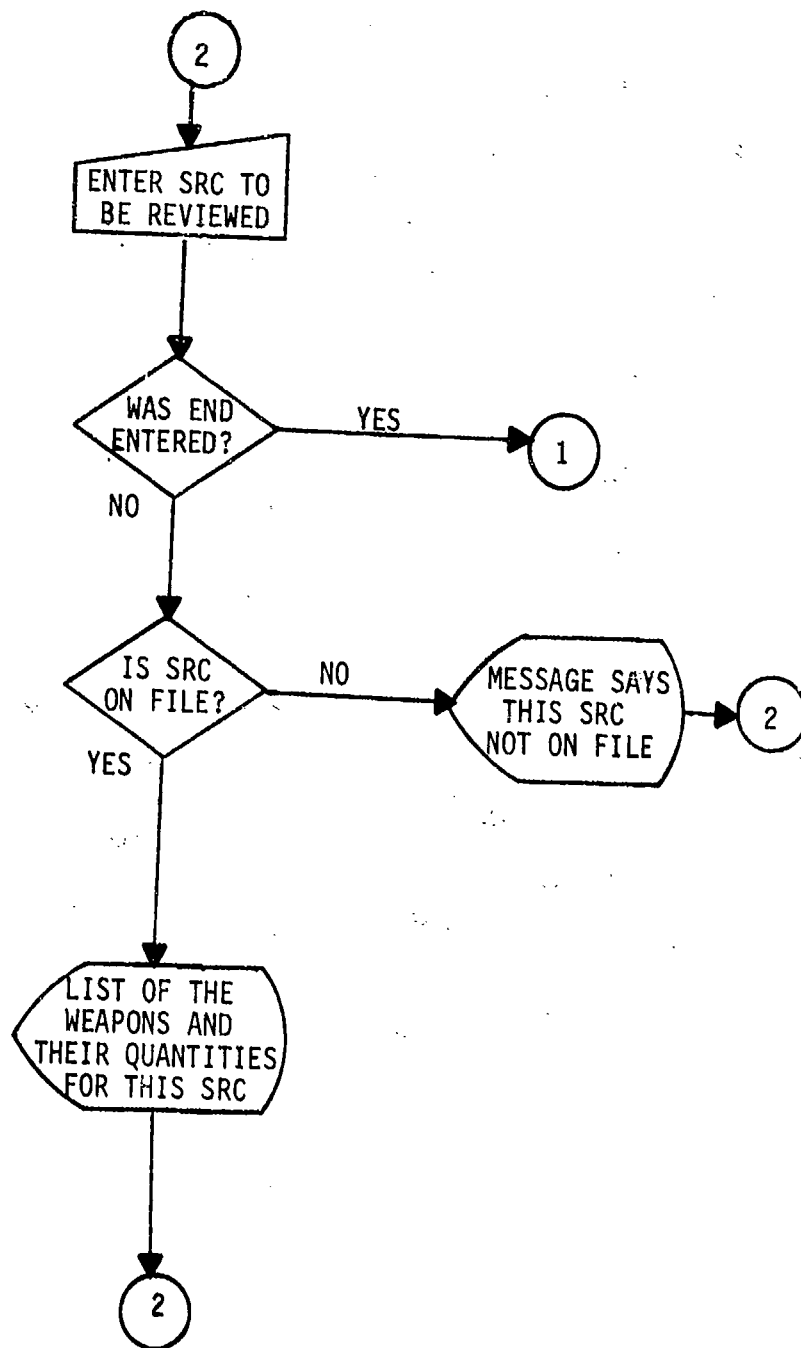 2
ENTER SRC TO
BE REVIEWED
WAS END
ENTERED?
YES
1
NO
IS SRC
ON FILE?
NO
MESSAGE SAYS
THIS SRC
NOT ON FILE
2
YES
LIST OF THE
WEAPONS AND
THEIR QUANTITIES
FOR THIS SRC
2